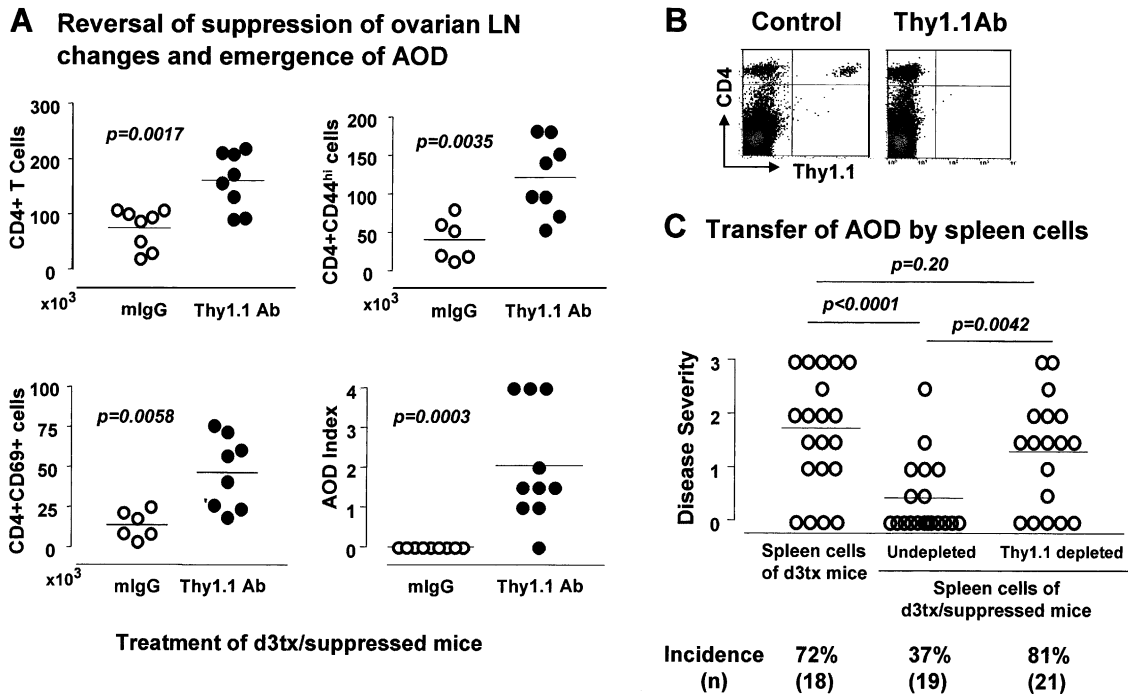 A Reversal of suppression of ovarian LN
changes and emergence of AOD
300
200
100
0
CD4+ T Cells
p=0.0017
x10³
mIgG Thy1.1 Ab
200
150
100
50
0
CD4+CD44hi cells
p=0.0035
x10³
mIgG Thy1.1 Ab
100
75
50
25
0
CD4+CD69+ cells
p=0.0058
x10³
mIgG Thy1.1 Ab
4
3
2
1
0
AOD Index
p=0.0003
mIgG Thy1.1 Ab
Treatment of d3tx/suppressed mice
B Control Thy1.1Ab
CD4
Thy1.1
C Transfer of AOD by spleen cells
p=0.20
p<0.0001
p=0.0042
3
2
1
0
Disease Severity
Spleen cells
of d3tx mice
Undepleted Thy1.1 depleted
Spleen cells of
d3tx/suppressed mice
Incidence 72% 37% 81%
(n) (18) (19) (21)